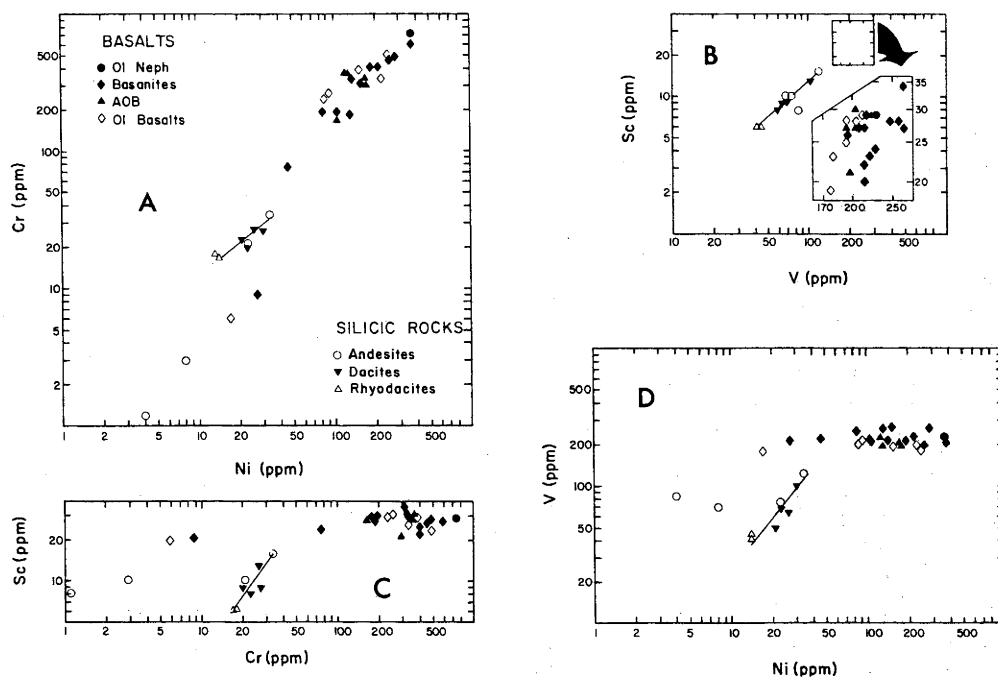 BASALTS
Ol Neph
Basanites
AOB
Ol Basalts
A
SILICIC ROCKS
Andesites
Dacites
Rhyodacites
Cr (ppm)
500
200
100
50
20
10
5
2
1 2 5 10 20 50 100 200 500
Ni (ppm)
B
Sc (ppm)
20
10
5
2
35
30
25
20
170 200 250
10 20 50 100 200 500
V (ppm)
C
Sc (ppm)
20
10
1 2 5 10 20 50 100 200 500
Cr (ppm)
D
V (ppm)
500
200
100
50
20
1 2 5 10 20 50 100 200 500
Ni (ppm)